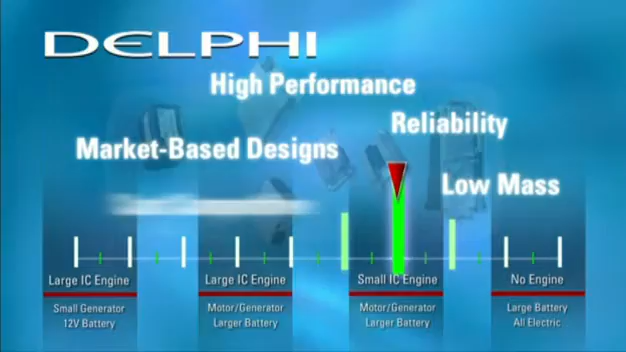 DELPHI
High Performance
Reliability
Market-Based Designs
Low Mass
Large IC Engine
Small Generator
12V Battery
Large IC Engine
Motor/Generator
Larger Battery
Small IC Engine
Motor/Generator
Larger Battery
No Engine
Large Battery
All Electric